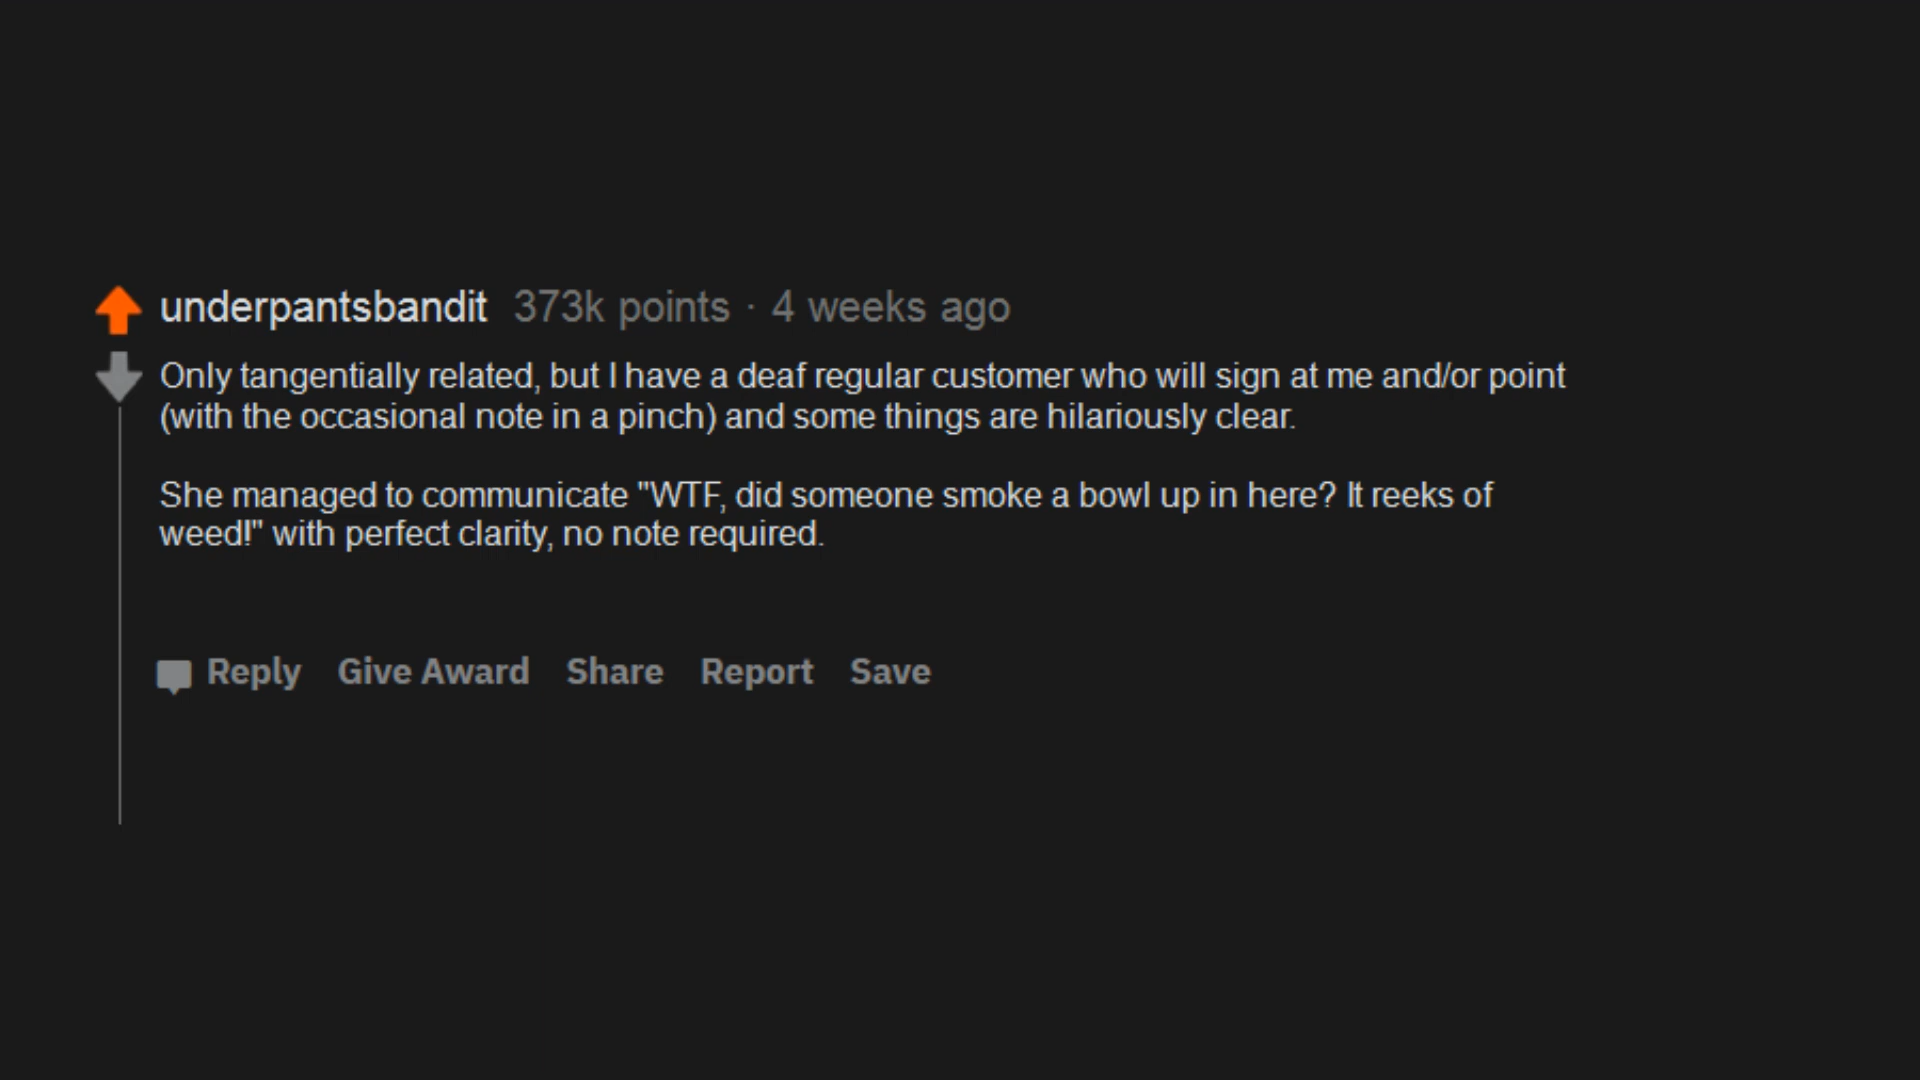 underpantsbandit 373k points · 4 weeks ago
Only tangentially related, but I have a deaf regular customer who will sign at me and/or point
(with the occasional note in a pinch) and some things are hilariously clear.
She managed to communicate "WTF, did someone smoke a bowl up in here? It reeks of
weed!" with perfect clarity, no note required.
Reply Give Award Share Report Save